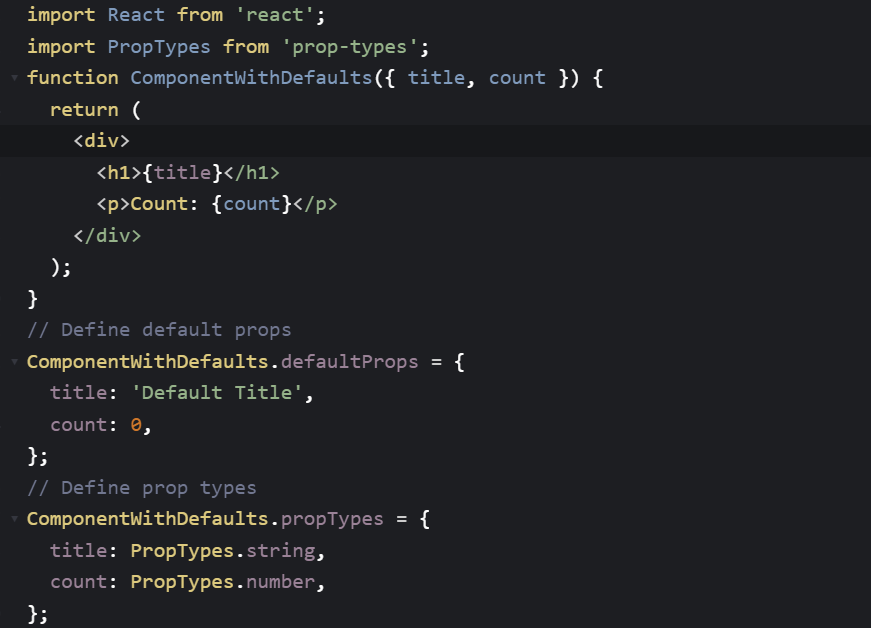 import React from 'react';
import PropTypes from 'prop-types';
function ComponentWithDefaults({ title, count }) {
  return (
    <div>
      <h1>{title}</h1>
      <p>Count: {count}</p>
    </div>
  );
}
// Define default props
ComponentWithDefaults.defaultProps = {
  title: 'Default Title',
  count: 0,
};
// Define prop types
ComponentWithDefaults.propTypes = {
  title: PropTypes.string,
  count: PropTypes.number,
};